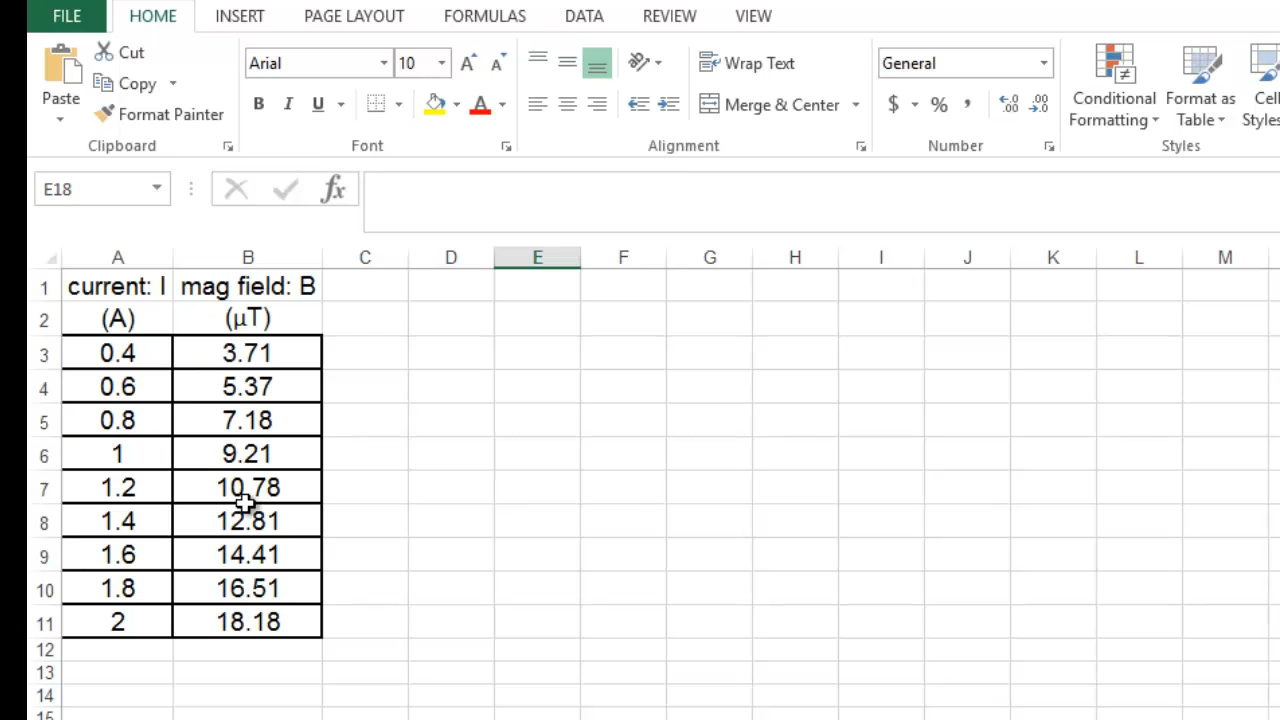 FILE HOME INSERT PAGE LAYOUT FORMULAS DATA REVIEW VIEW
Paste
Cut
Copy
Format Painter
Clipboard
Arial 10 A A
B I U A
Font
Wrap Text
Merge & Center
Alignment
General
$ % , .0 .00 .00 .0
Number
Conditional Formatting
Format as Table
Cell Styles
Styles
E18 fx
A B C D E F G H I J K L M
1 current: I mag field: B
2 (A) (µT)
3 0.4 3.71
4 0.6 5.37
5 0.8 7.18
6 1 9.21
7 1.2 10.78
8 1.4 12.81
9 1.6 14.41
10 1.8 16.51
11 2 18.18
12
13
14
15